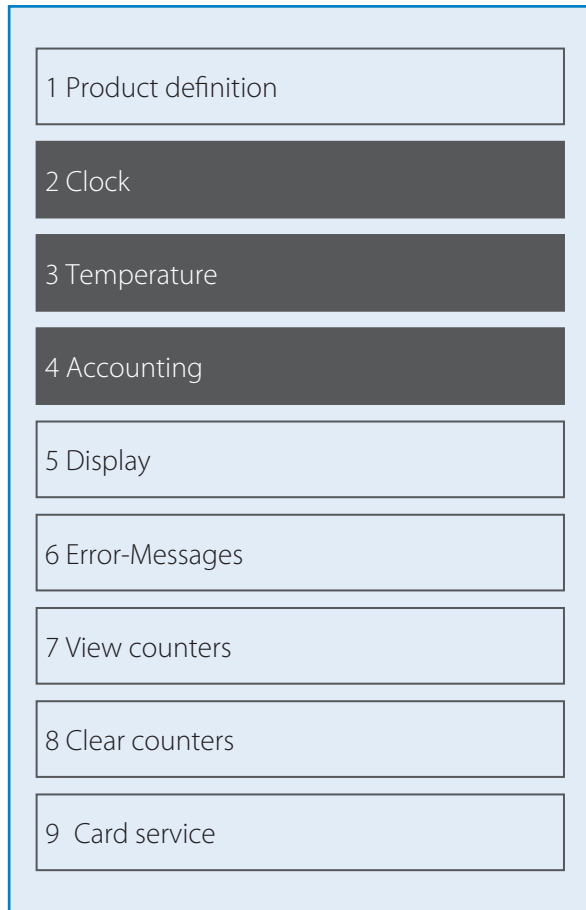 1 Product definition
2 Clock
3 Temperature
4 Accounting
5 Display
6 Error-Messages
7 View counters
8 Clear counters
9 Card service